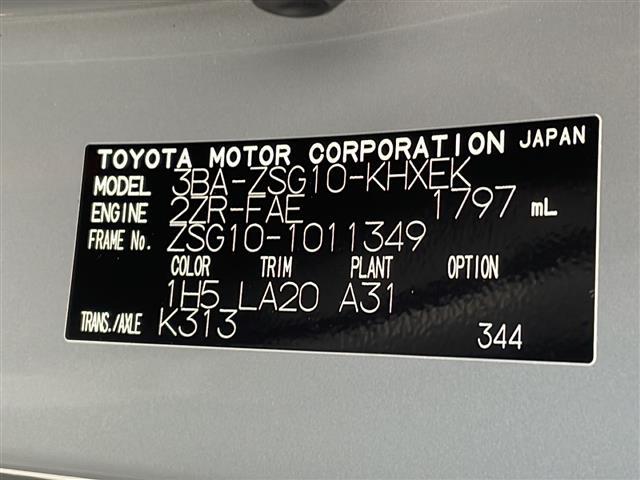 TOYOTA MOTOR CORPORATION JAPAN
MODEL 3BA-ZSG10-KHXEK
ENGINE 2ZR-FAE 1797 mL
FRAME No. ZSG10-1011349
COLOR TRIM PLANT OPTION
1H5 LA20 A31
TRANS./AXLE K313
344